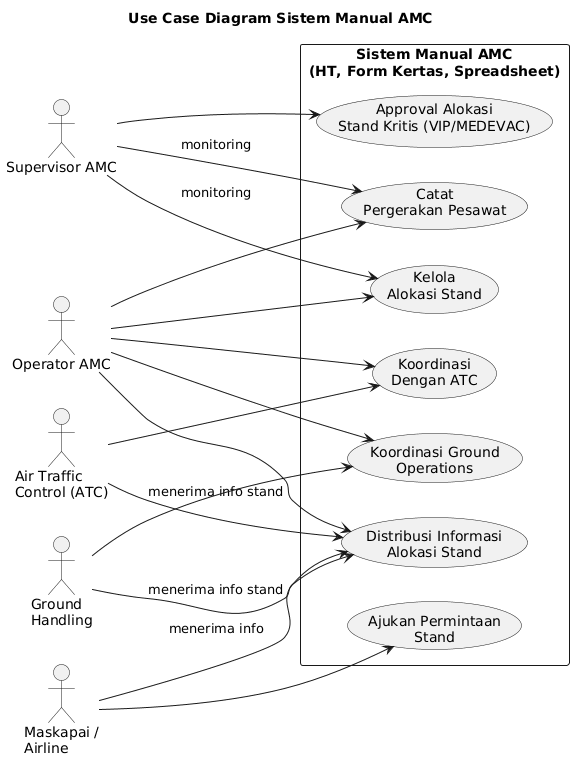 Use Case Diagram Sistem Manual AMC
Sistem Manual AMC
(HT, Form Kertas, Spreadsheet)
Approval Alokasi
Stand Kritis (VIP/MEDEVAC)
Supervisor AMC
monitoring
Catat
Pergerakan Pesawat
monitoring
Kelola
Alokasi Stand
Operator AMC
Koordinasi
Dengan ATC
Air Traffic
Control (ATC)
Koordinasi Ground
Operations
menerima info stand
Distribusi Informasi
Alokasi Stand
Ground
Handling
menerima info stand
menerima info
Ajukan Permintaan
Stand
Maskapai /
Airline